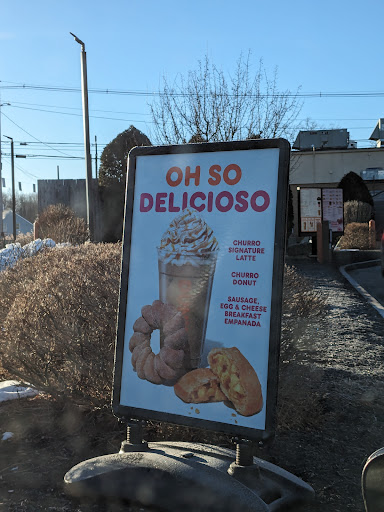 OH SO
DELICIOSO
CHURRO
SIGNATURE
LATTE
CHURRO
DONUT
SAUSAGE,
EGG & CHEESE
BREAKFAST
EMPANADA